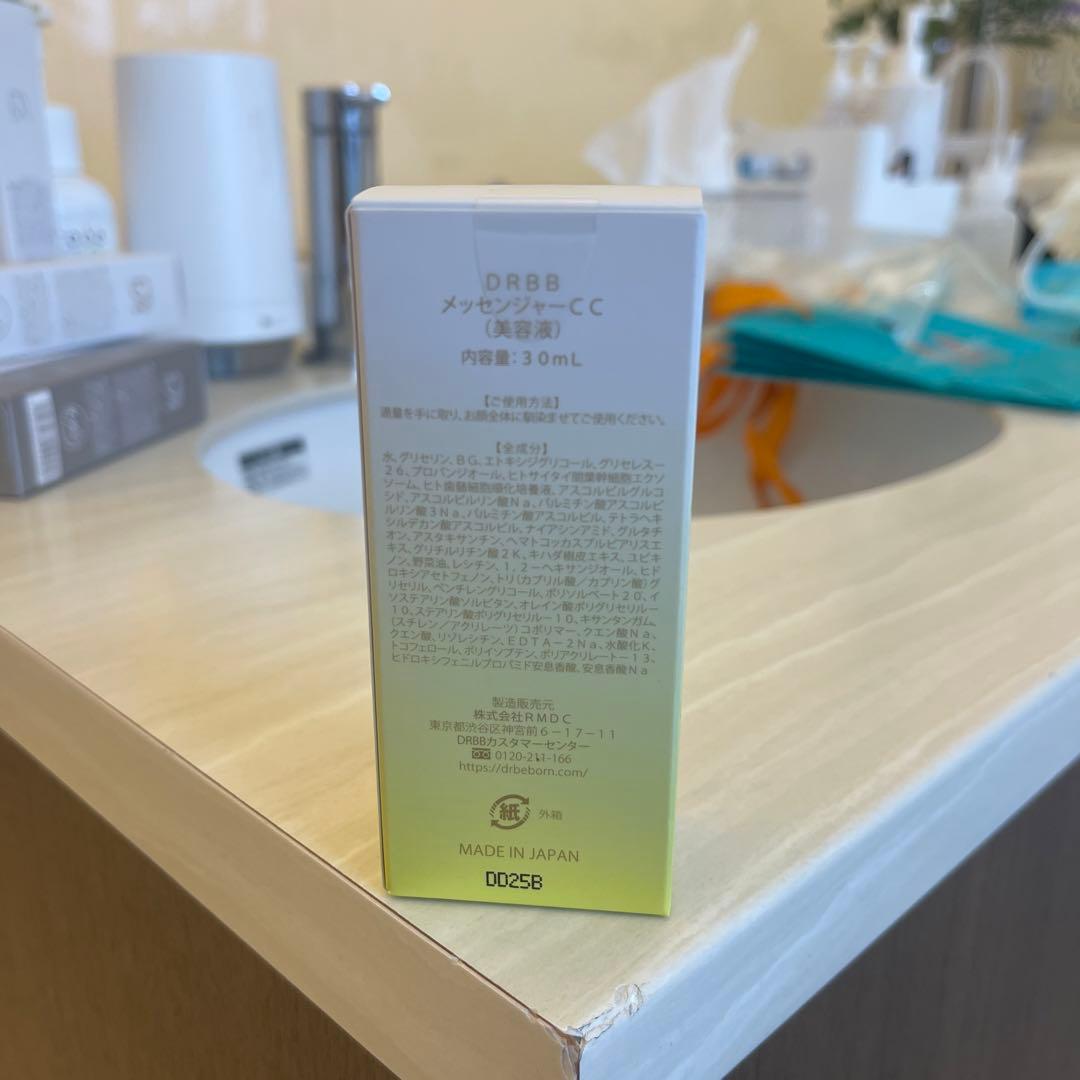 DRBB
メッセンジャーCC
（美容液）
内容量：30mL
【ご使用方法】
適量を手に取り、お顔全体に馴染ませてご使用ください。
【全成分】
水、グリセリン、BG、エトキシジグリコール、グリセレス－
26、プロパンジオール、ヒトサイタイ間葉幹細胞エクソ
ソーム、ヒト歯髄細胞順化培養液、アスコルビルグルコ
シド、アスコルビルリン酸Na、パルミチン酸アスコルビ
ルリン酸3Na、パルミチン酸アスコルビル、テトラヘキ
シルデカン酸アスコルビル、ナイアシンアミド、グルタチ
オン、アスタキサンチン、ヘマトコッカスプルビアリスエ
キス、グリチルリチン酸2K、キハダ樹皮エキス、ユビキ
ノン、野菜油、レシチン、1，2－ヘキサンジオール、ヒド
ロキシアセトフェノン、トリ（カプリル酸／カプリン酸）グ
リセリル、ペンチレングリコール、ポリソルベート20、イ
ソステアリン酸ソルビタン、オレイン酸ポリグリセリル－
10、ステアリン酸ポリグリセリル－10、キサンタンガム、
（スチレン／アクリレーツ）コポリマー、クエン酸Na、
クエン酸、リゾレシチン、EDTA－2Na、水酸化K、
トコフェロール、ポリイソブテン、ポリアクリレート－13、
ヒドロキシフェニルプロパミド安息香酸、安息香酸Na
製造販売元
株式会社RMDC
東京都渋谷区神宮前6－17－11
DRBBカスタマーセンター
0120-211-166
https://drbeborn.com/
紙 外箱
MADE IN JAPAN
DD25B